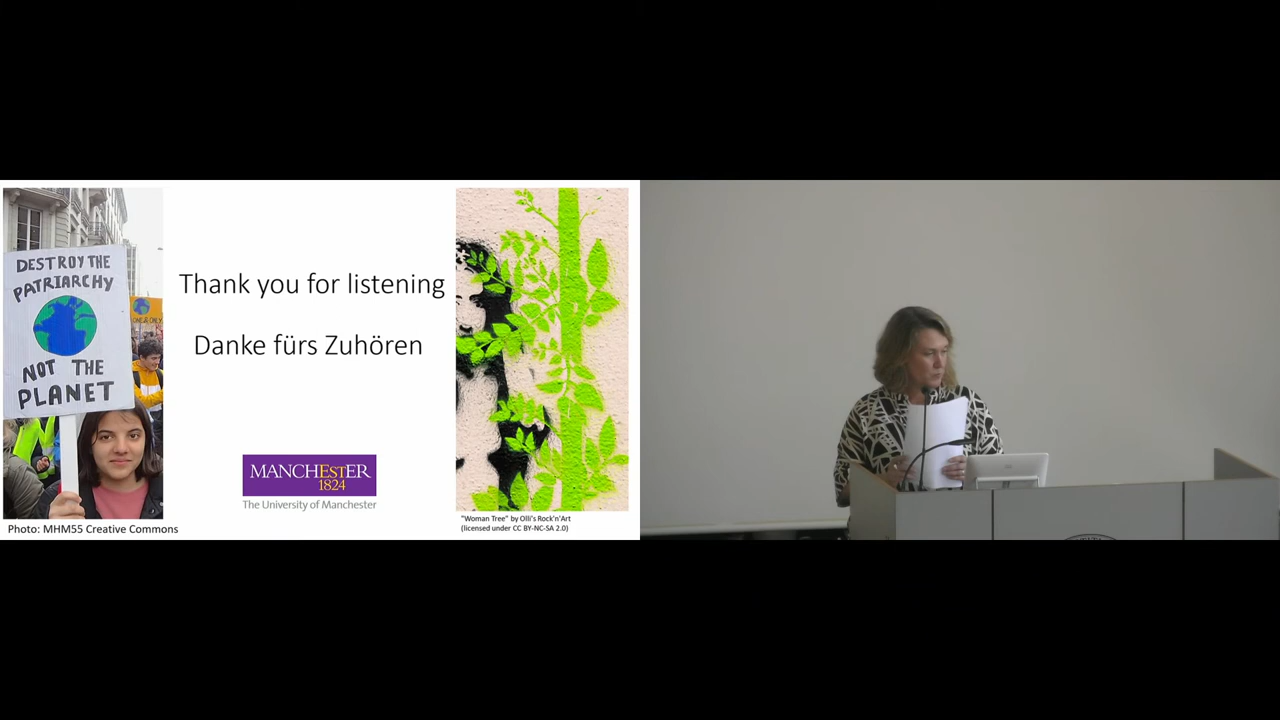 DESTROY THE
PATRIARCHY
NOT THE
PLANET
Photo: MHM55 Creative Commons
Thank you for listening
Danke fürs Zuhören
MANCHESTER
1824
The University of Manchester
"Woman Tree" by Olli's Rock'n'Art
(licensed under CC BY-NC-SA 2.0)